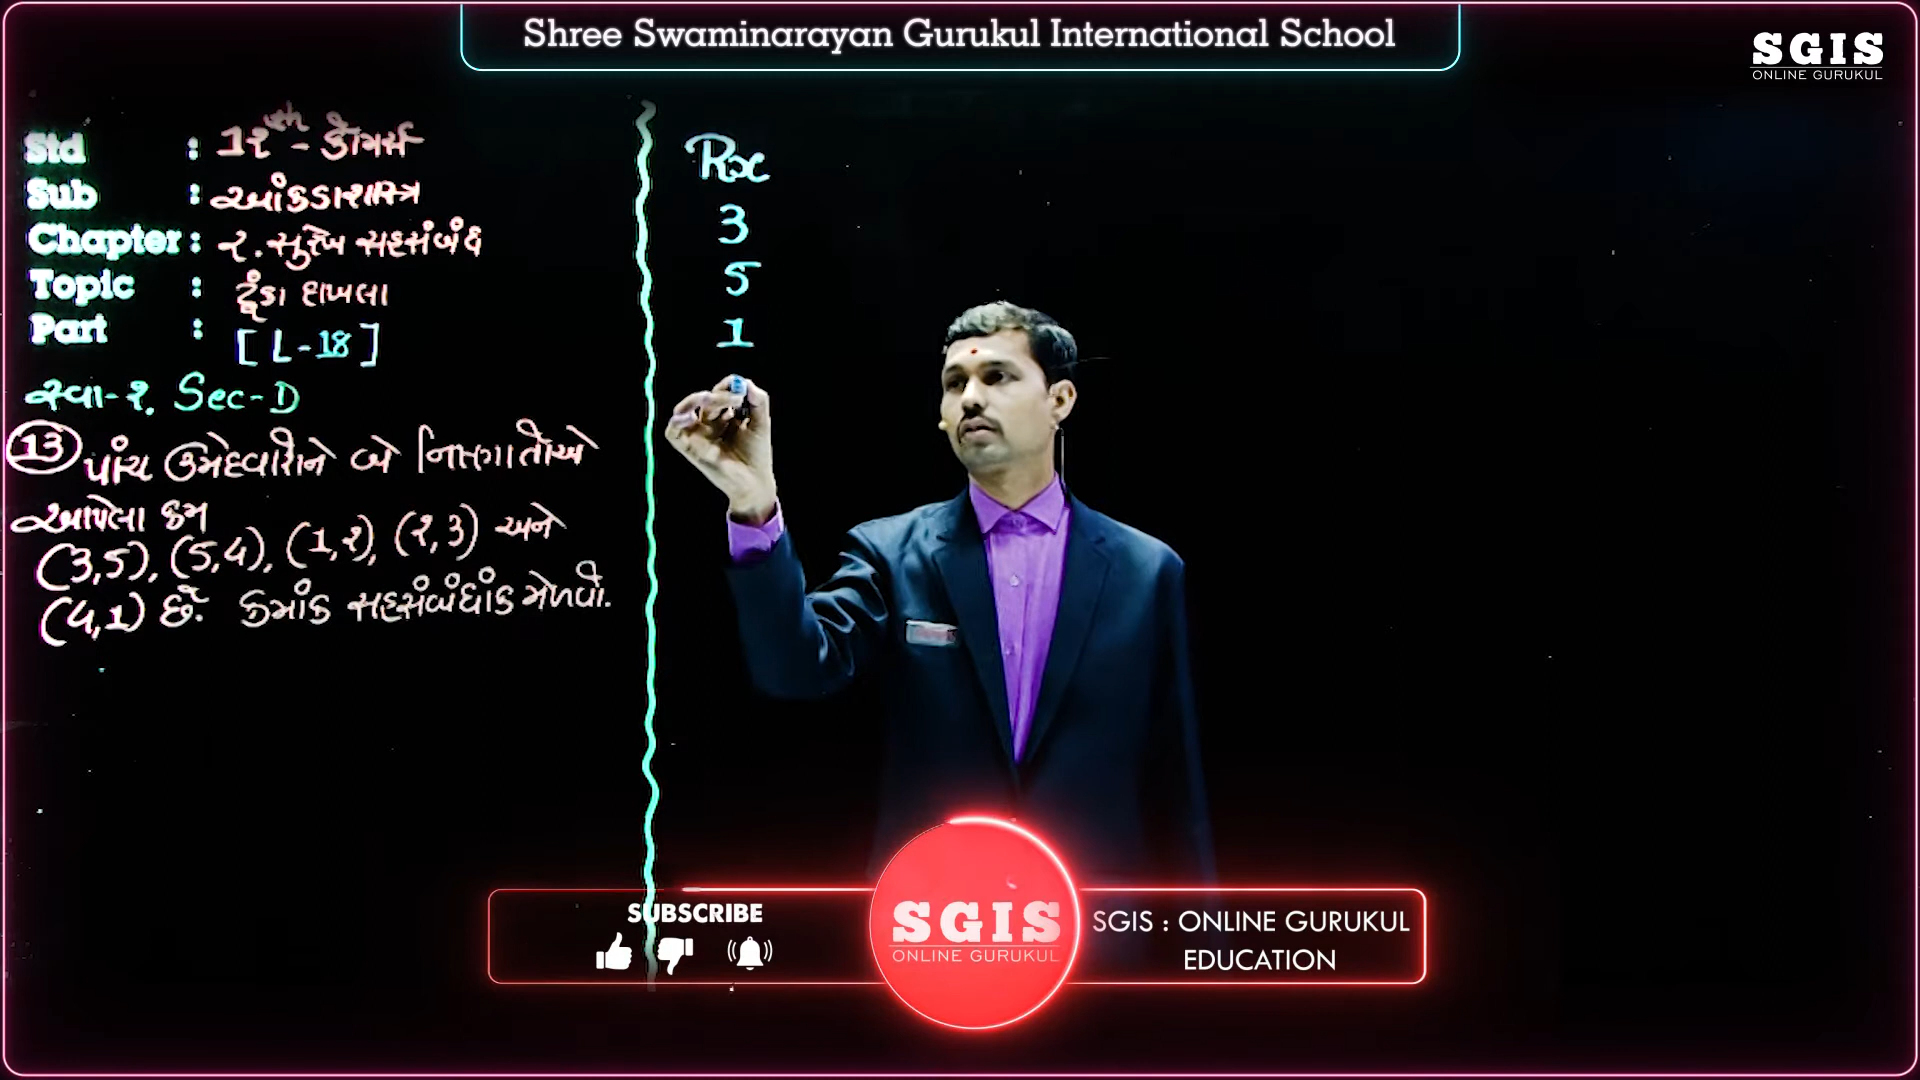 Shree Swaminarayan Gurukul International School
SGIS
ONLINE GURUKUL
Std : 12th - કોમર્સ
Sub : આંકડાશાસ્ત્ર
Chapter : ૨. સુરેખ સહસંબંધ
Topic : ટૂંકા દાખલા
Part : [L-18]
સ્વા-૨. Sec-D
13 પાંચ ઉમેદવારોને બે નિષ્ણાતોએ
આપેલા ક્રમ
(3,5), (5,4), (1,2), (2,3) અને
(4,1) છે. ક્રમાંક સહસંબંધાંક મેળવો.
Rx
3
5
1
SUBSCRIBE
SGIS
ONLINE GURUKUL
SGIS : ONLINE GURUKUL
EDUCATION